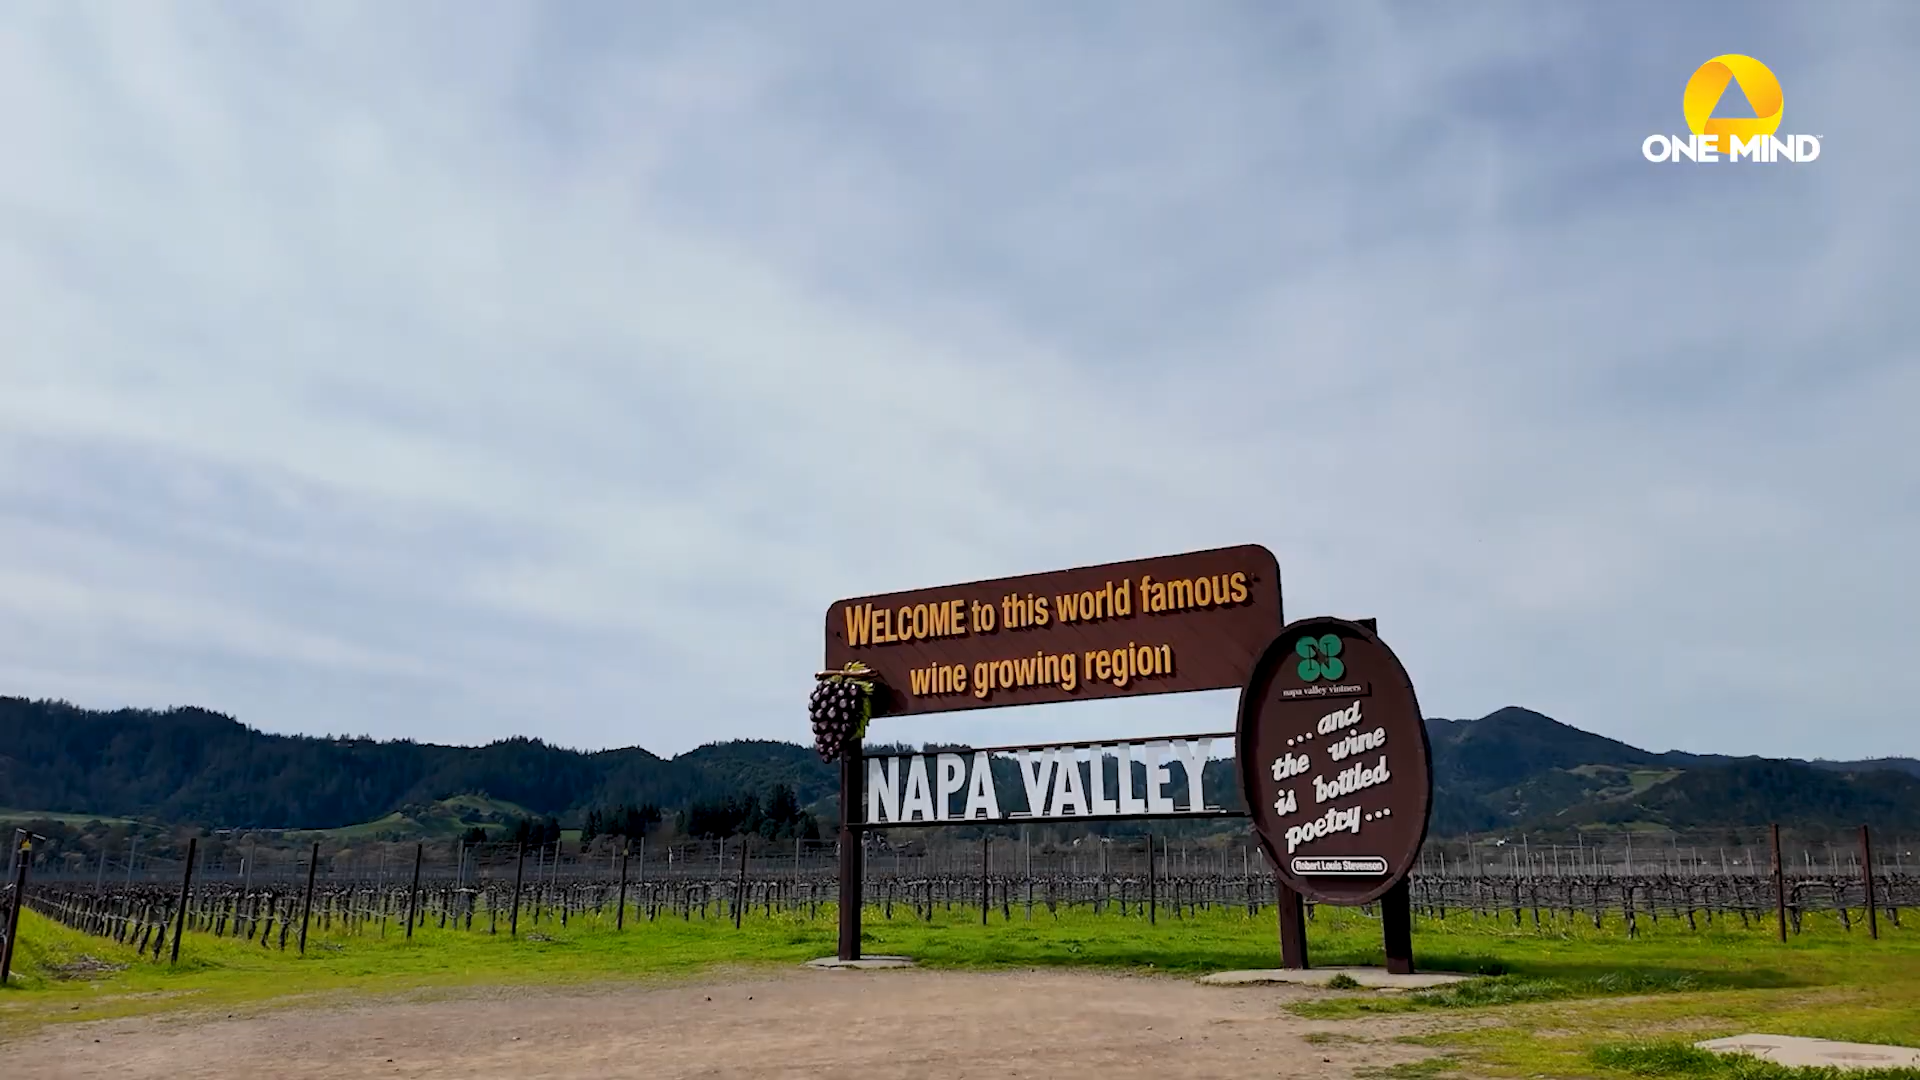 ONE MIND™
WELCOME to this world famous
wine growing region
NAPA VALLEY
N
napa valley vintners
...and
the wine
is bottled
poetry...
Robert Louis Stevenson